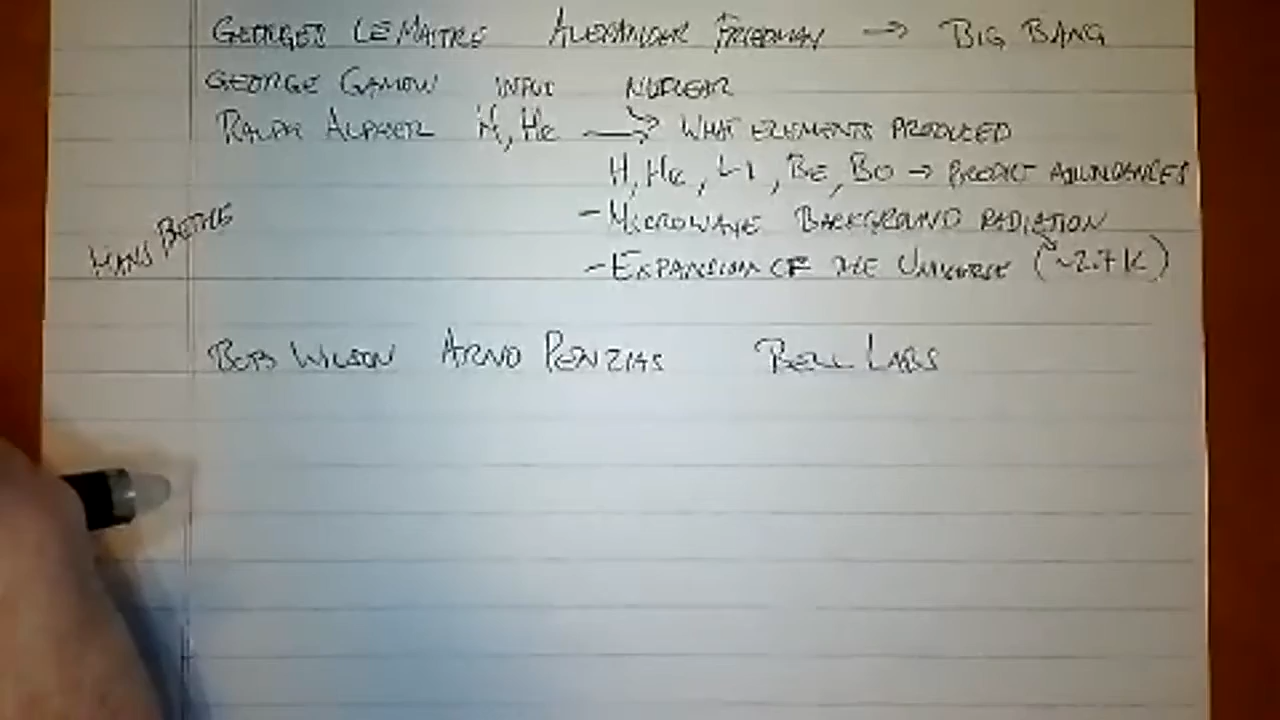 GEORGES LEMAITRE ALEXANDER FRIEDMAN → BIG BANG
GEORGE GAMOW INPUT NUCLEAR
RALPH ALPHER H, He → WHAT ELEMENTS PRODUCED
H, He, LI, BE, BO → PREDICT ABUNDANCES
- MICROWAVE BACKGROUND RADIATION
HANS BETHE
- EXPANSION OF THE UNIVERSE (~2.7K)
BOB WILSON ARNO PENZIAS BELL LABS